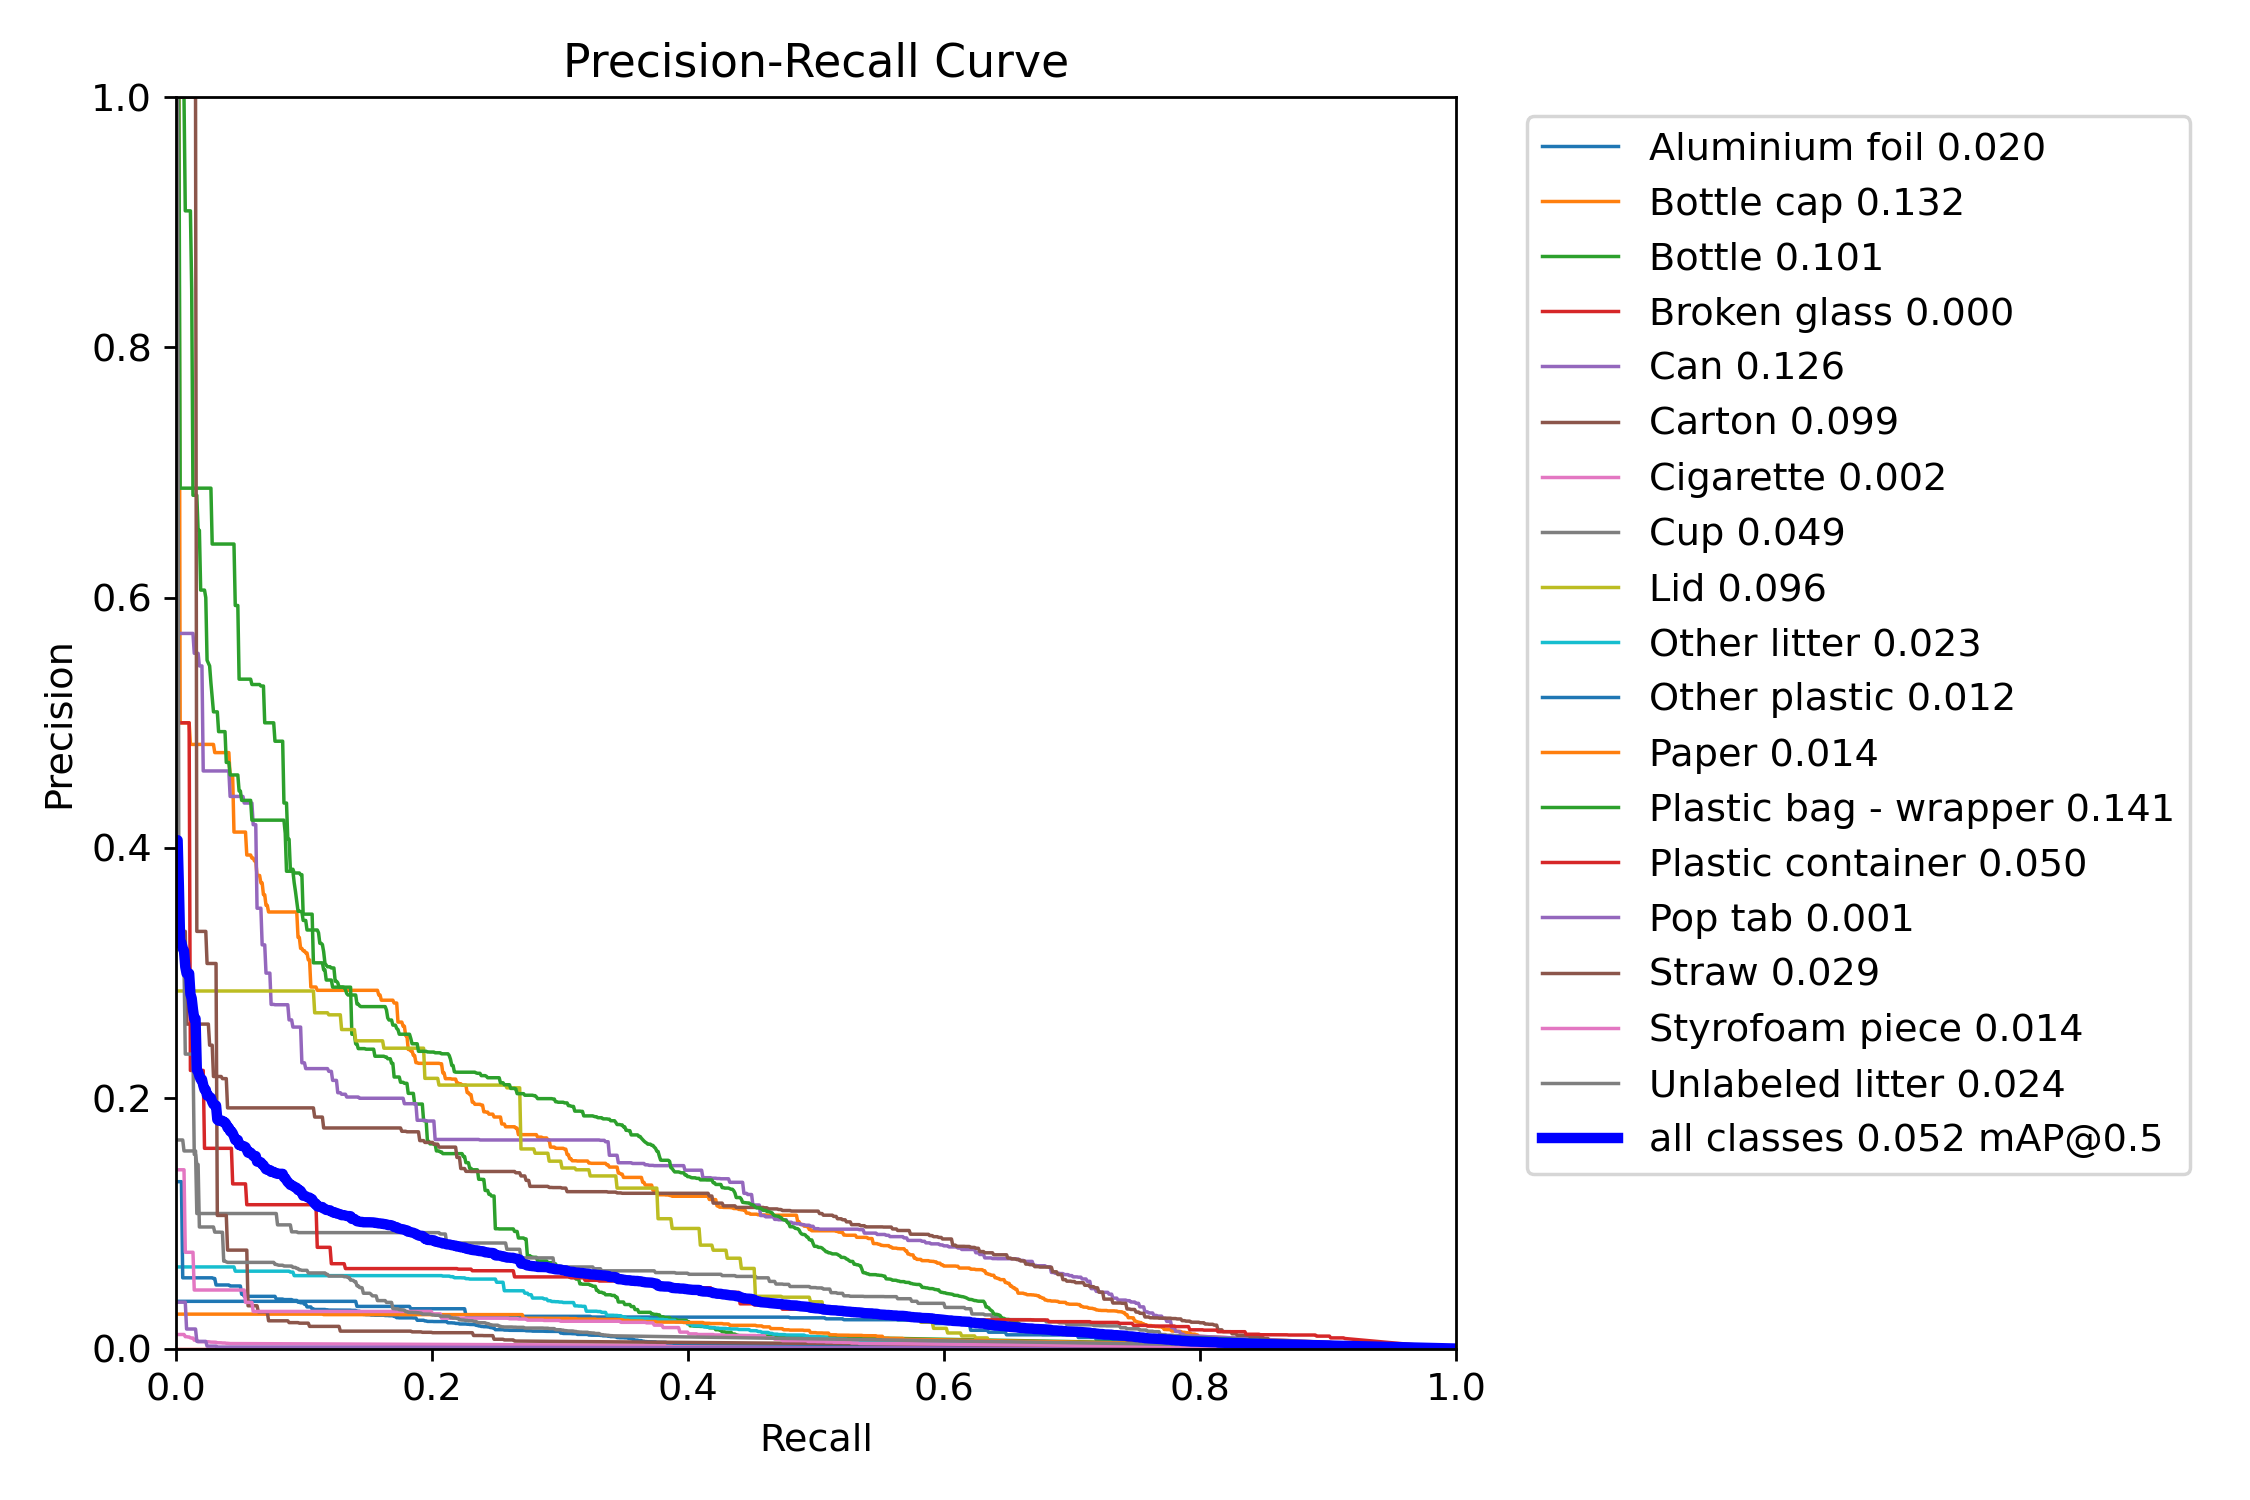 Precision-Recall Curve
1.0
0.8
0.6
0.4
0.2
0.0
Precision
0.0 0.2 0.4 0.6 0.8 1.0
Recall
Aluminium foil 0.020
Bottle cap 0.132
Bottle 0.101
Broken glass 0.000
Can 0.126
Carton 0.099
Cigarette 0.002
Cup 0.049
Lid 0.096
Other litter 0.023
Other plastic 0.012
Paper 0.014
Plastic bag - wrapper 0.141
Plastic container 0.050
Pop tab 0.001
Straw 0.029
Styrofoam piece 0.014
Unlabeled litter 0.024
all classes 0.052 mAP@0.5